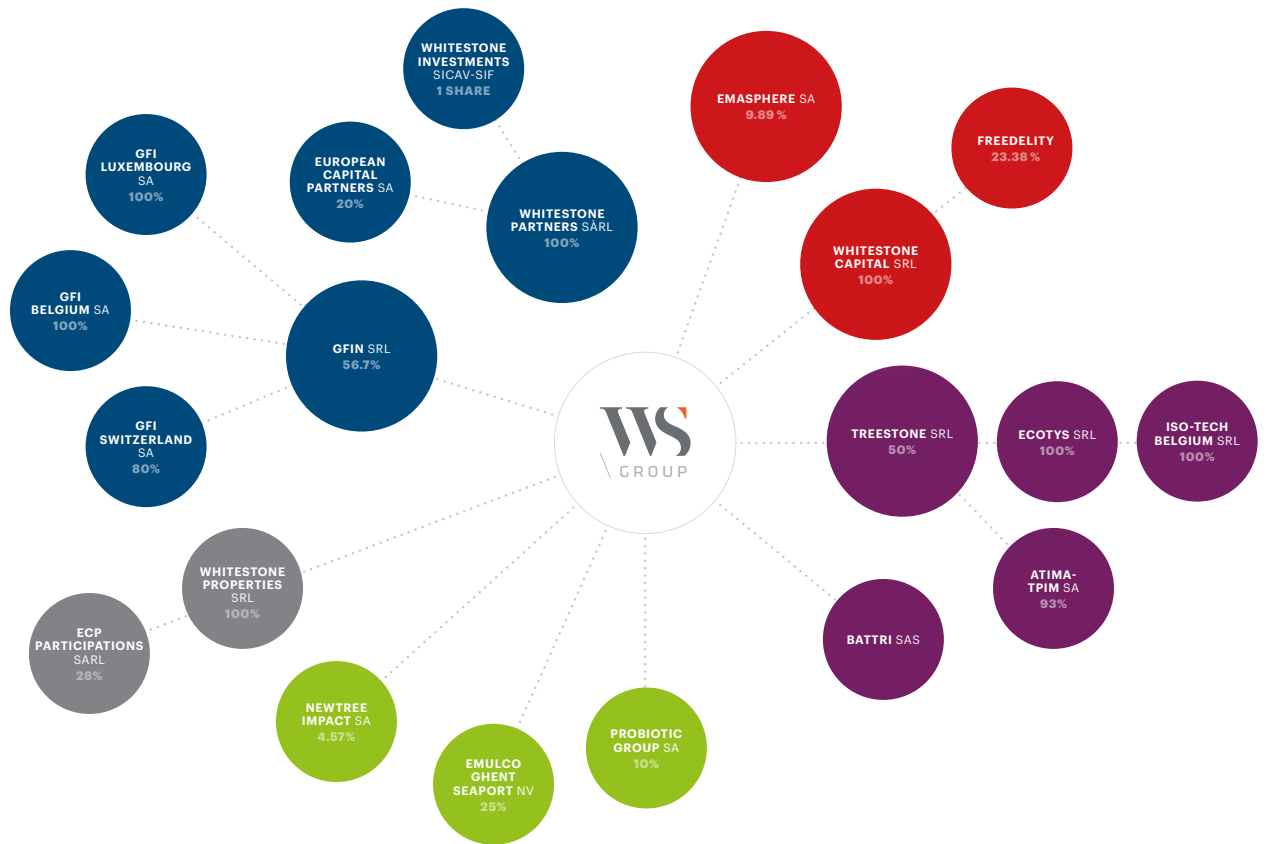 WHITESTONE
INVESTMENTS
SICAV-SIF
1 SHARE
EMASPHERE SA
9.89 %
FREEDELITY
23.38 %
GFI
LUXEMBOURG
SA
100%
EUROPEAN
CAPITAL
PARTNERS SA
20%
WHITESTONE
PARTNERS SÀRL
100%
WHITESTONE
CAPITAL SRL
100%
GFI
BELGIUM SA
100%
GFIN SRL
56.7%
GFI
SWITZERLAND
SA
80%
WS
GROUP
TREESTONE SRL
50%
ECOTYS SRL
100%
ISO-TECH
BELGIUM SRL
100%
WHITESTONE
PROPERTIES
SRL
100%
ECP
PARTICIPATIONS
SARL
28%
ATIMA-
TPIM SA
93%
BATTRI SAS
NEWTREE
IMPACT SA
4.57%
EMULCO
GHENT
SEAPORT NV
25%
PROBIOTIC
GROUP SA
10%